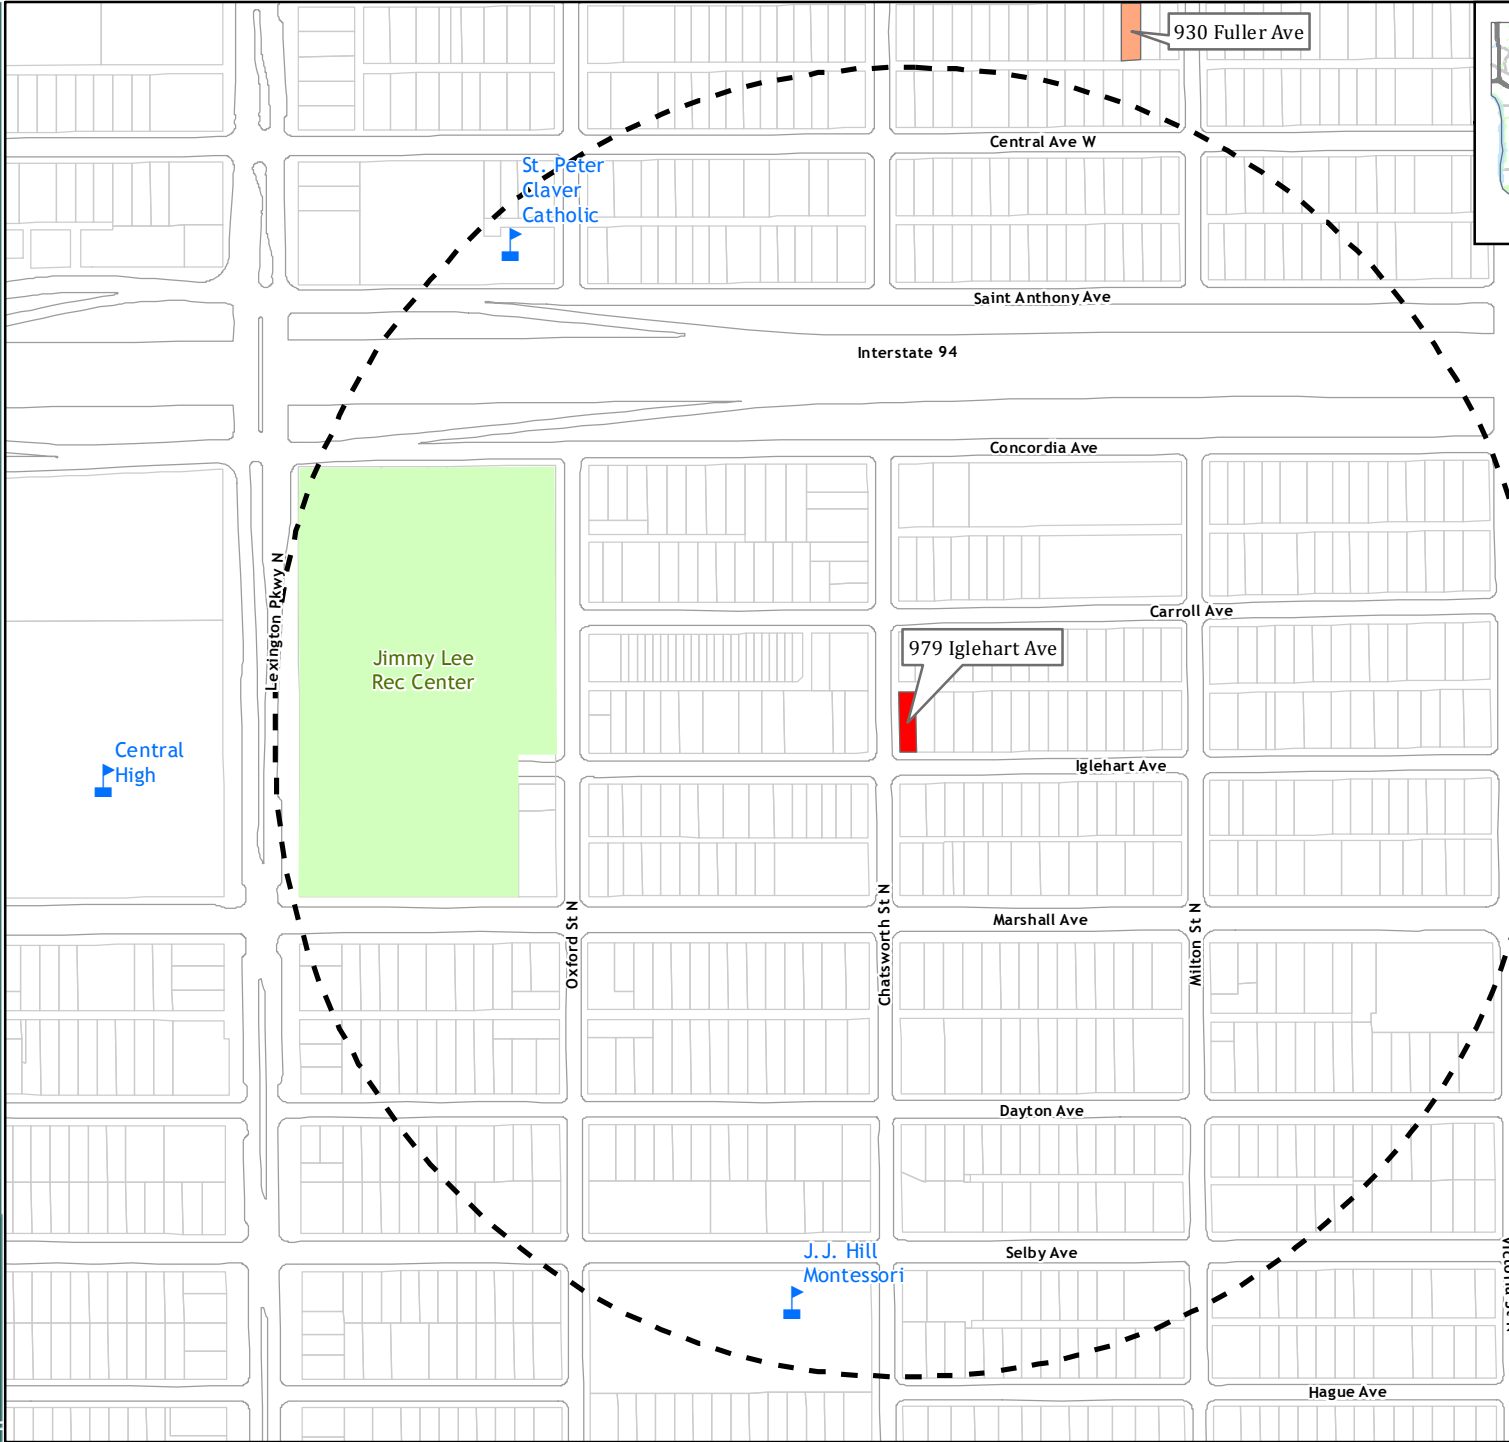 930 Fuller Ave
Central Ave W
St. Peter
Claver
Catholic
Saint Anthony Ave
Interstate 94
Concordia Ave
Lexington Pkwy N
Carroll Ave
979 Iglehart Ave
Jimmy Lee
Rec Center
Central
High
Iglehart Ave
Marshall Ave
Oxford St N
Chatsworth St N
Milton St N
Dayton Ave
Selby Ave
J.J. Hill
Montessori
Hague Ave